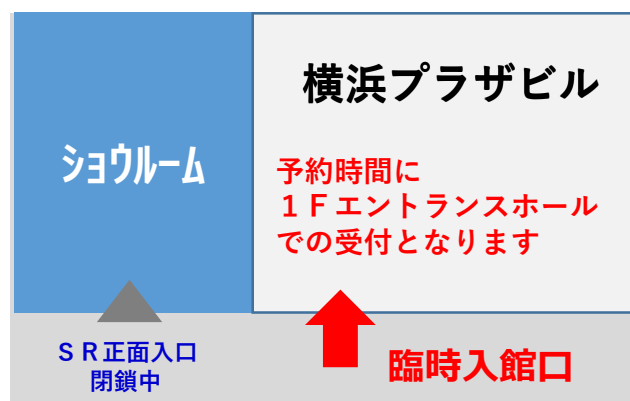 横浜プラザビル
ショウルーム
予約時間に
１Ｆエントランスホール
での受付となります
ＳＲ正面入口
閉鎖中
臨時入館口